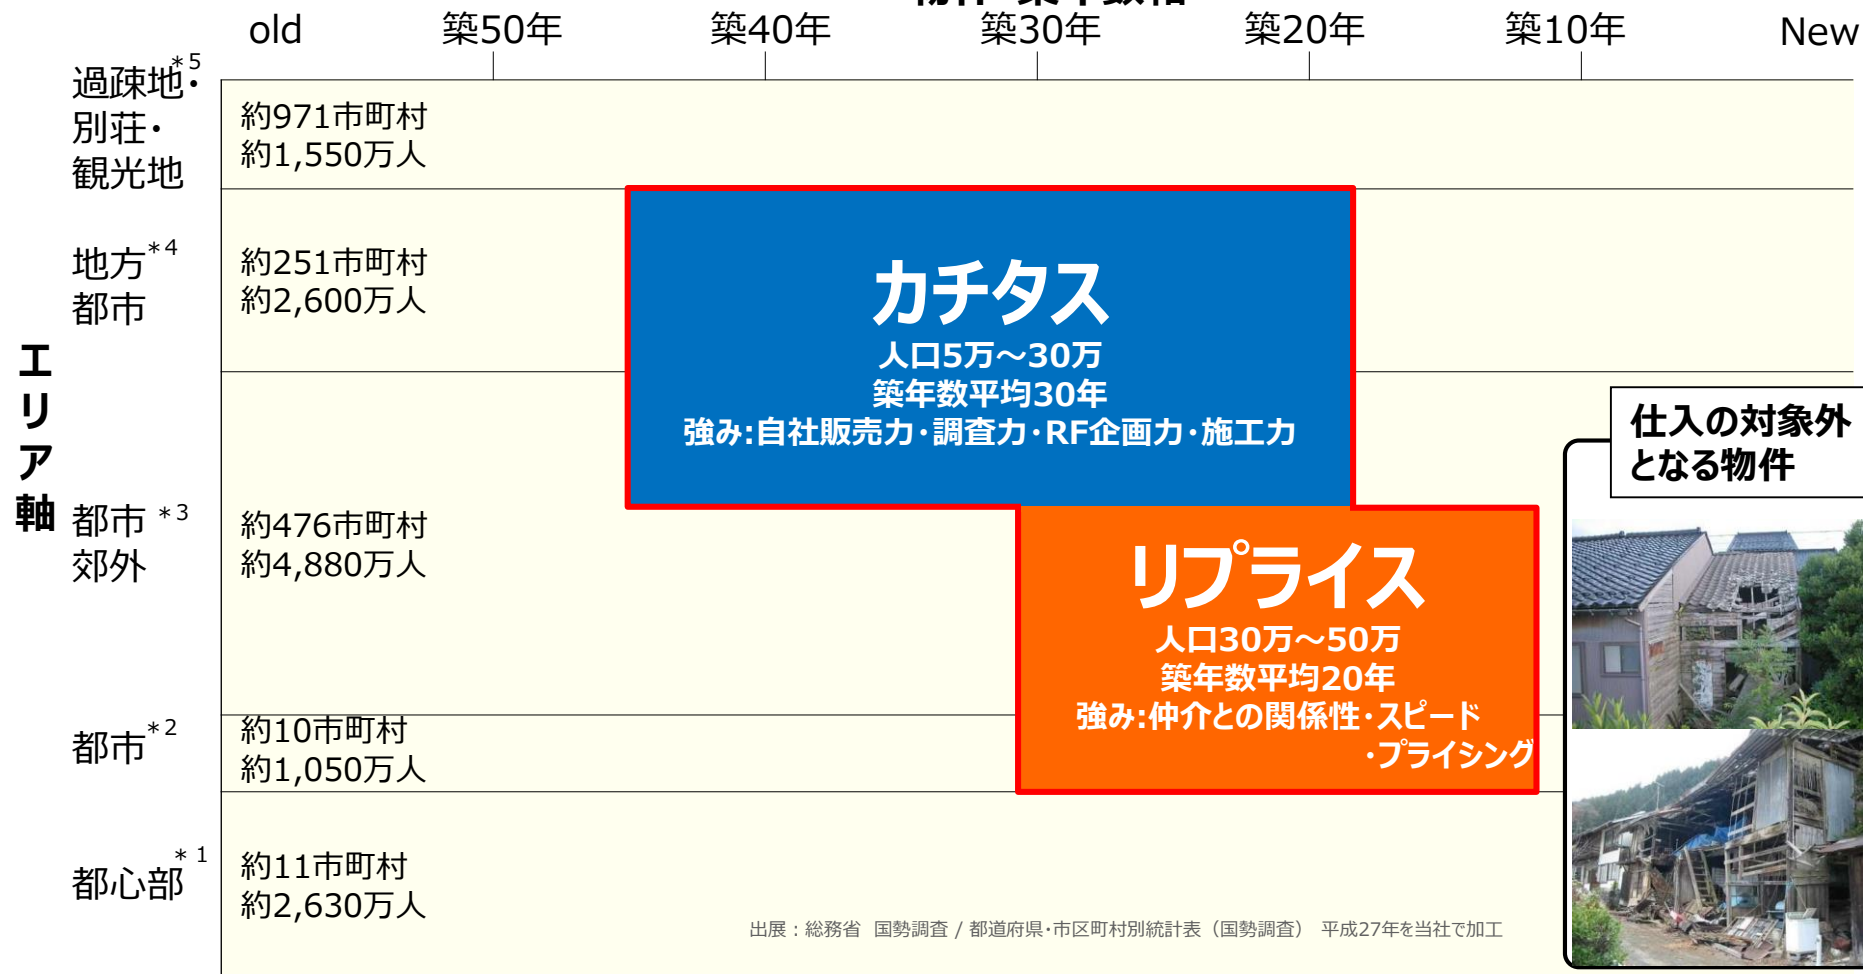 old
築50年
築40年
築30年
築20年
築10年
New
過疎地・*5
別荘・
観光地
約971市町村
約1,550万人
地方*4
都市
約251市町村
約2,600万人
カチタス
人口5万～30万
築年数平均30年
強み:自社販売力・調査力・RF企画力・施工力
エリア軸
仕入の対象外
となる物件
都市 *3
郊外
約476市町村
約4,880万人
リプライス
人口30万～50万
築年数平均20年
強み:仲介との関係性・スピード
・プライシング
都市*2
約10市町村
約1,050万人
都心部*1
約11市町村
約2,630万人
出展：総務省 国勢調査 / 都道府県・市区町村別統計表（国勢調査） 平成27年を当社で加工